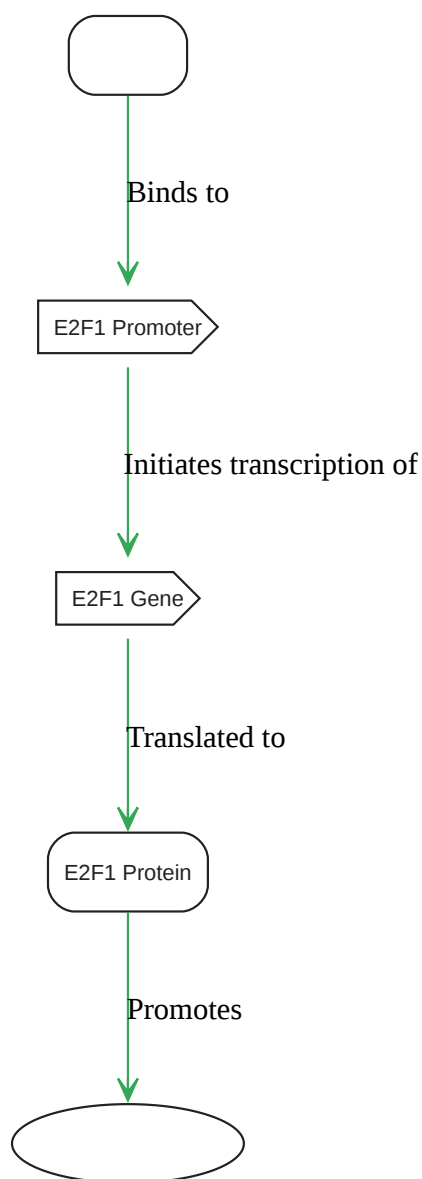 Binds to
E2F1 Promoter
Initiates transcription of
E2F1 Gene
Translated to
E2F1 Protein
Promotes